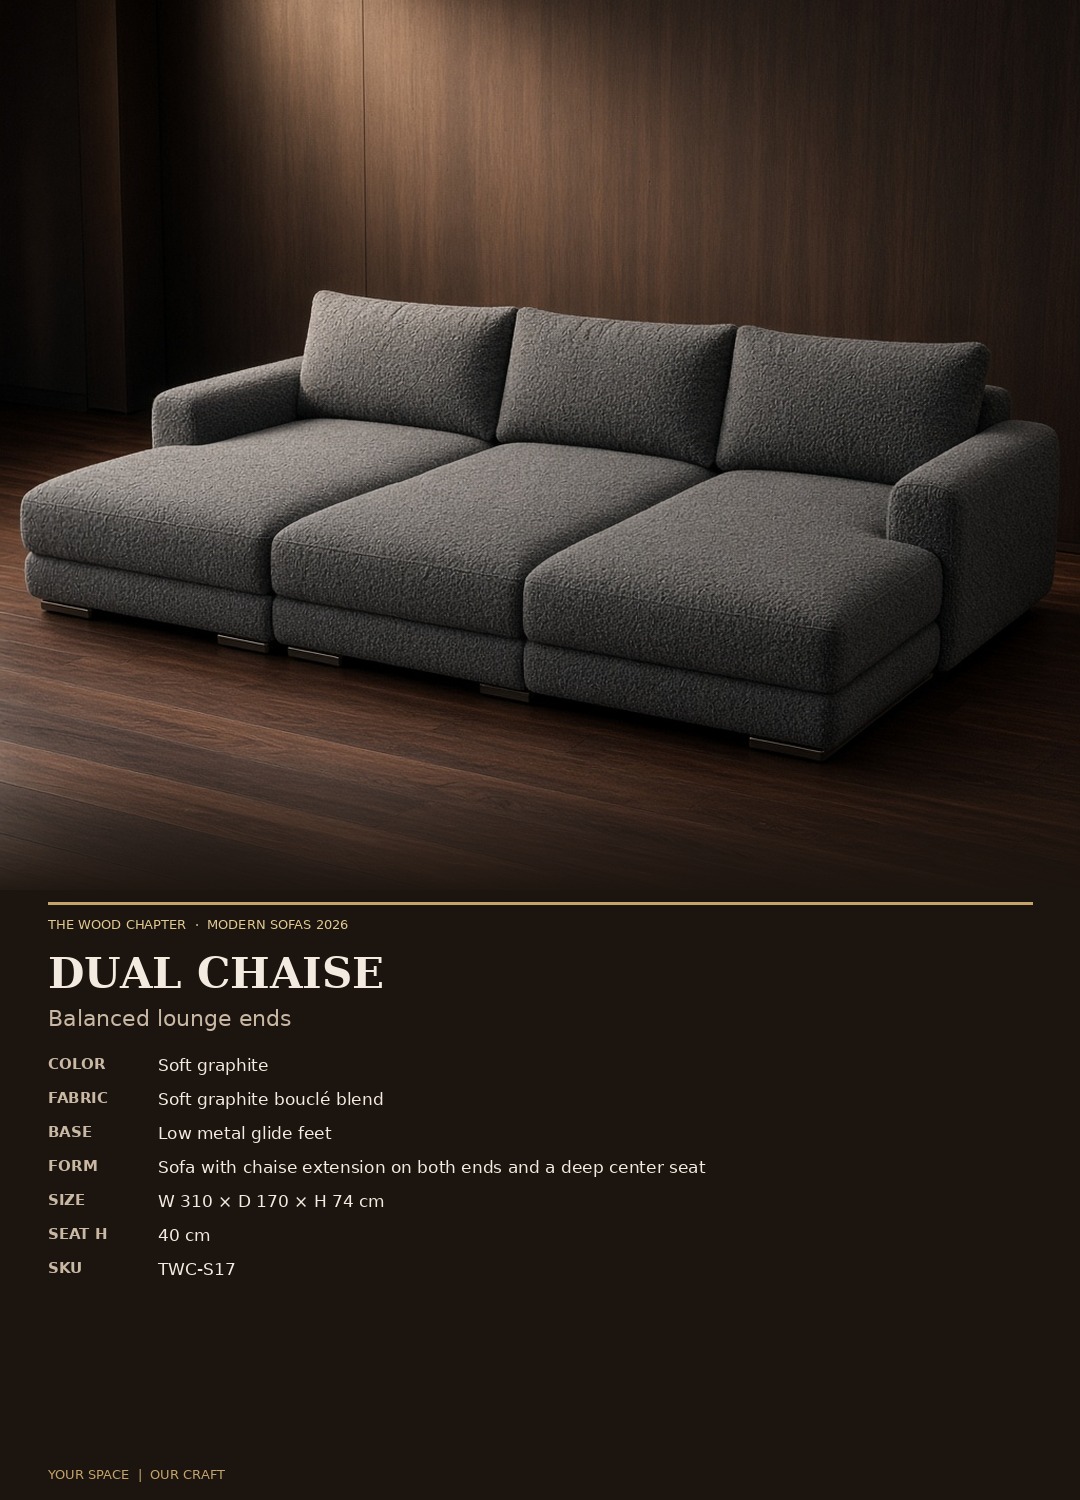 THE WOOD CHAPTER · MODERN SOFAS 2026
DUAL CHAISE
Balanced lounge ends
COLOR Soft graphite
FABRIC Soft graphite bouclé blend
BASE Low metal glide feet
FORM Sofa with chaise extension on both ends and a deep center seat
SIZE W 310 × D 170 × H 74 cm
SEAT H 40 cm
SKU TWC-S17
YOUR SPACE | OUR CRAFT